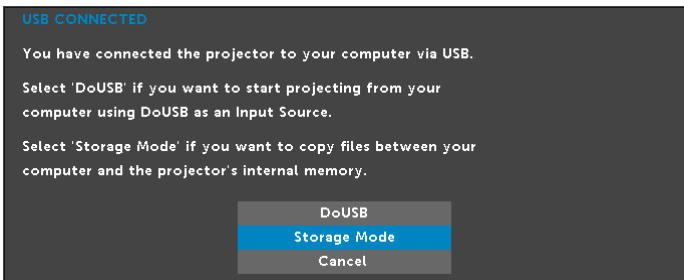 USB CONNECTED
You have connected the projector to your computer via USB.
Select 'DoUSB' if you want to start projecting from your
computer using DoUSB as an Input Source.
Select 'Storage Mode' if you want to copy files between your
computer and the projector's internal memory.
DoUSB
Storage Mode
Cancel